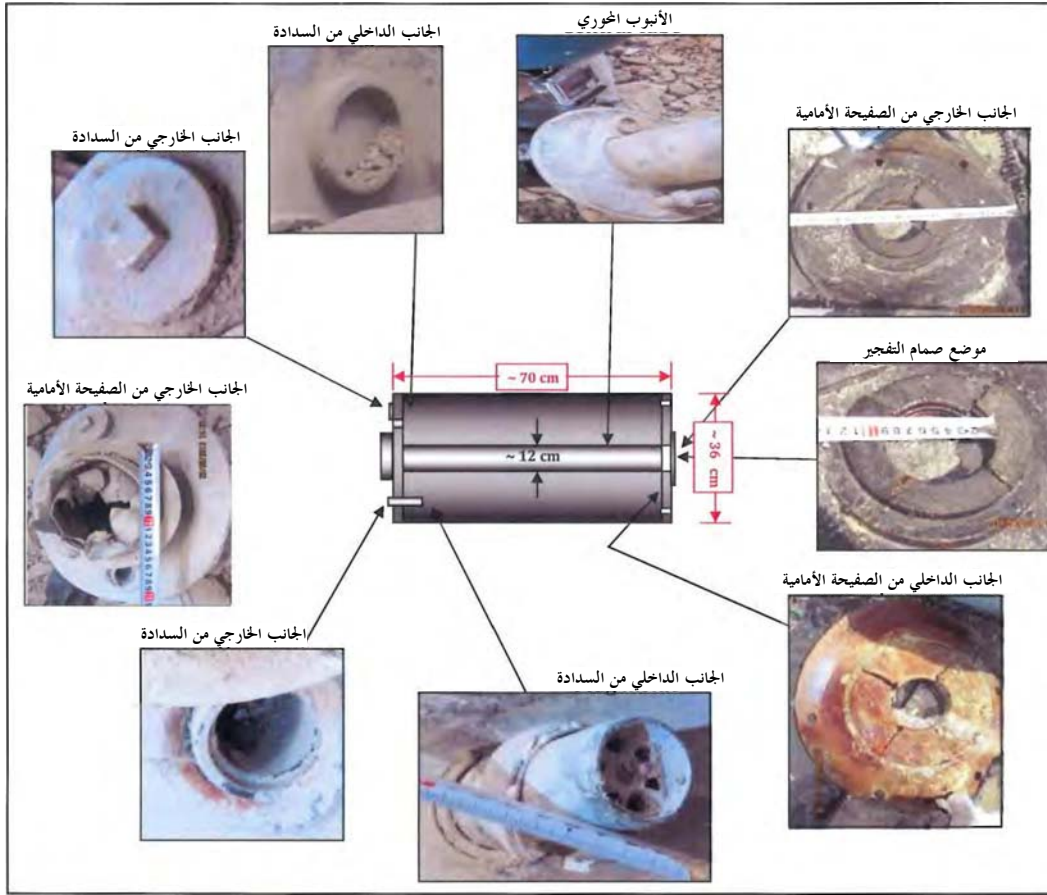 الأنبوب المحوري
الجانب الداخلي من السدادة
الجانب الخارجي من الصفيحة الأمامية
الجانب الخارجي من السدادة
موضع صمام التفجير
~ 70 cm
الجانب الخارجي من الصفيحة الأمامية
~ 12 cm
~ 36 cm
الجانب الداخلي من الصفيحة الأمامية
الجانب الخارجي من السدادة
الجانب الداخلي من السدادة